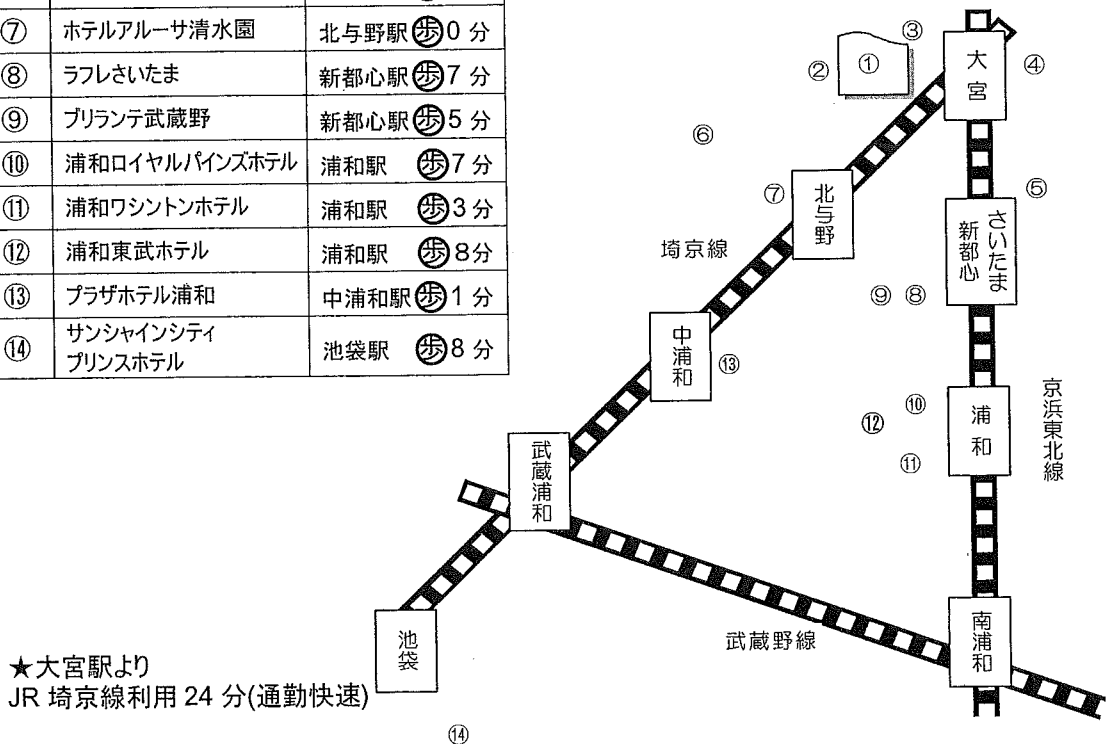 ⑦ ホテルアルーサ清水園 北与野駅歩0分
⑧ ラフレさいたま 新都心駅歩7分
⑨ ブリランテ武蔵野 新都心駅歩5分
⑩ 浦和ロイヤルパインズホテル 浦和駅 歩7分
⑪ 浦和ワシントンホテル 浦和駅 歩3分
⑫ 浦和東武ホテル 浦和駅 歩8分
⑬ プラザホテル浦和 中浦和駅歩1分
⑭ サンシャインシティ
プリンスホテル 池袋駅 歩8分
③
②
①
大宮
④
⑥
⑦
北与野
⑤
さいたま
新都心
埼京線
⑨
⑧
中浦和
⑬
⑩
⑫
⑪
浦和
京浜東北線
武蔵浦和
池袋
武蔵野線
南浦和
★大宮駅より
JR 埼京線利用 24 分(通勤快速)
⑭